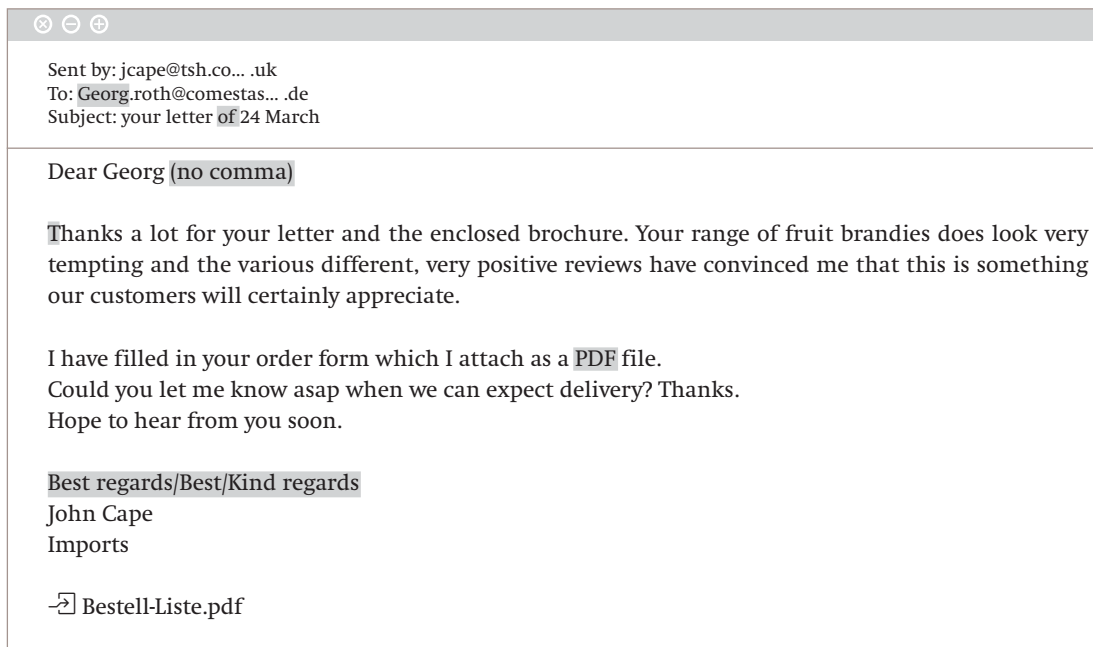 Sent by: jcape@tsh.co... .uk
To: Georg.roth@comestas... .de
Subject: your letter of 24 March
Dear Georg (no comma)
Thanks a lot for your letter and the enclosed brochure. Your range of fruit brandies does look very
tempting and the various different, very positive reviews have convinced me that this is something
our customers will certainly appreciate.
I have filled in your order form which I attach as a PDF file.
Could you let me know asap when we can expect delivery? Thanks.
Hope to hear from you soon.
Best regards/Best/Kind regards
John Cape
Imports
Bestell-Liste.pdf